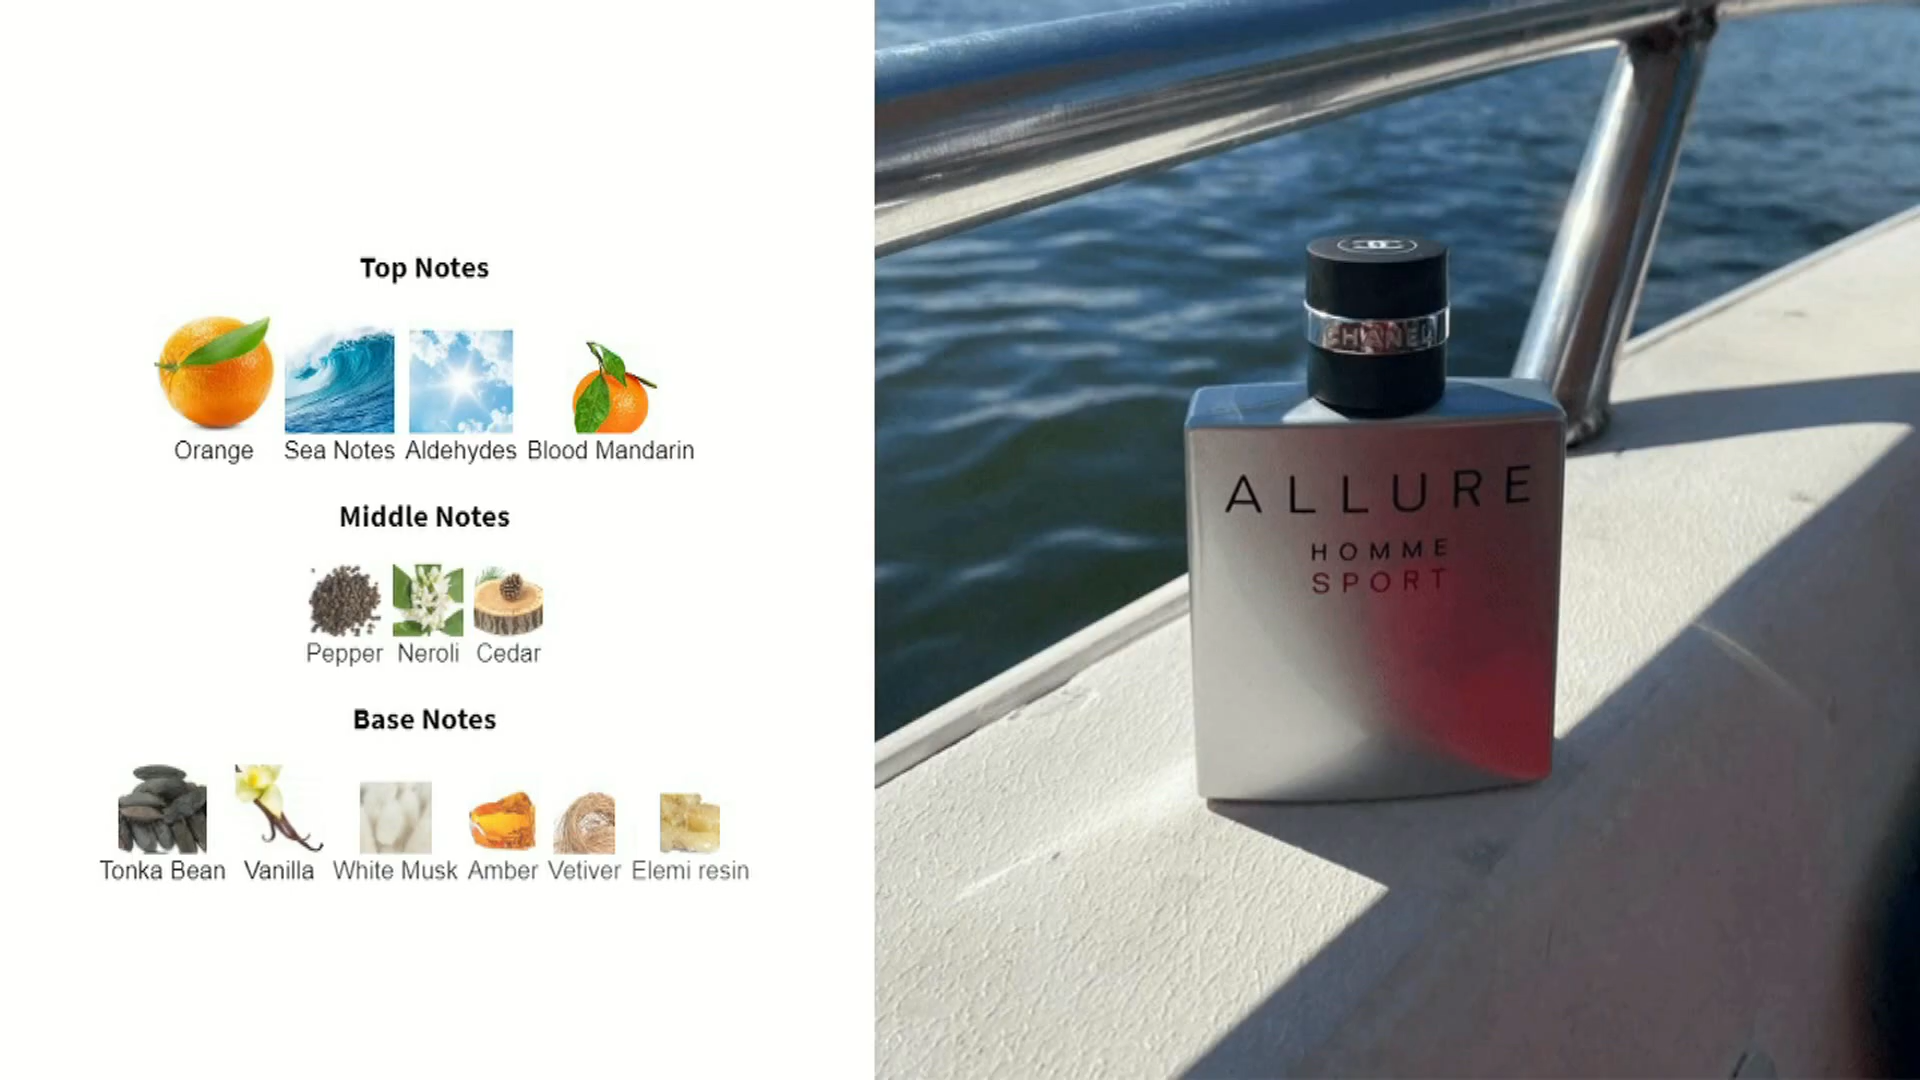 Top Notes
Orange Sea Notes Aldehydes Blood Mandarin
Middle Notes
Pepper Neroli Cedar
Base Notes
Tonka Bean Vanilla White Musk Amber Vetiver Elemi resin
CHANEL
ALLURE
HOMME
SPORT